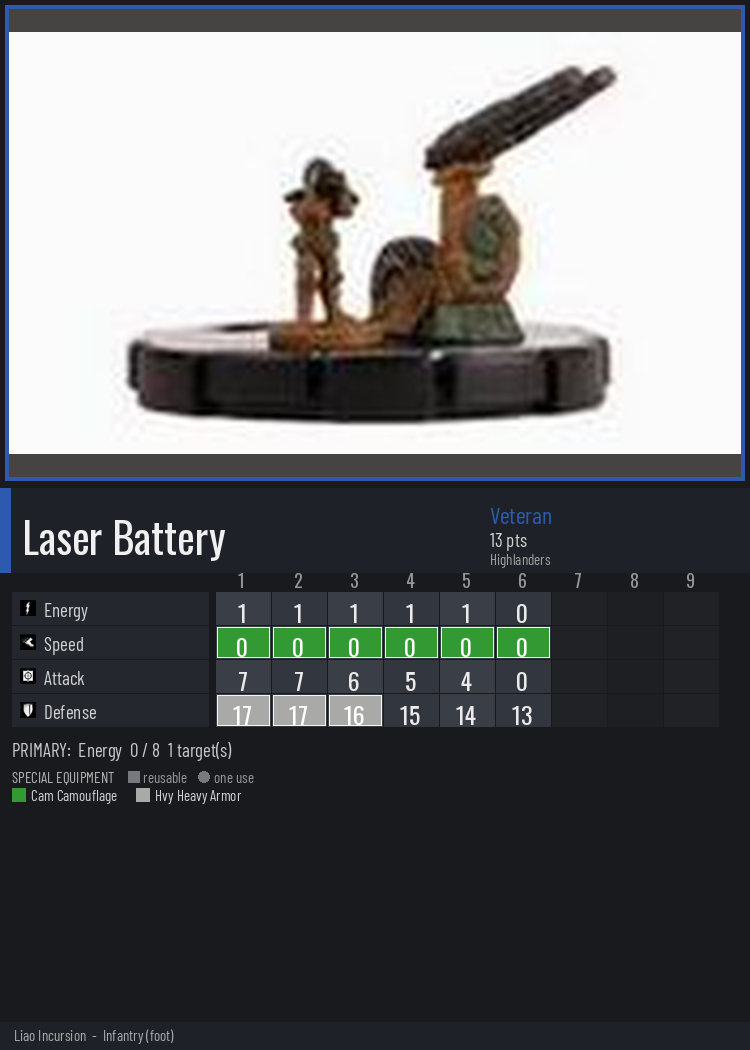 Laser Battery
Veteran
13 pts
Highlanders
1 2 3 4 5 6 7 8 9
Energy 1 1 1 1 1 0
Speed 0 0 0 0 0 0
Attack 7 7 6 5 4 0
Defense 17 17 16 15 14 13
PRIMARY: Energy 0 / 8 1 target(s)
SPECIAL EQUIPMENT reusable one use
Cam Camouflage Hvy Heavy Armor
Liao Incursion - Infantry (foot)